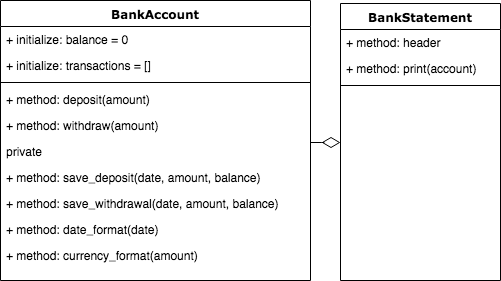 BankAccount
+ initialize: balance = 0
+ initialize: transactions = []
+ method: deposit(amount)
+ method: withdraw(amount)
private
+ method: save_deposit(date, amount, balance)
+ method: save_withdrawal(date, amount, balance)
+ method: date_format(date)
+ method: currency_format(amount)
BankStatement
+ method: header
+ method: print(account)